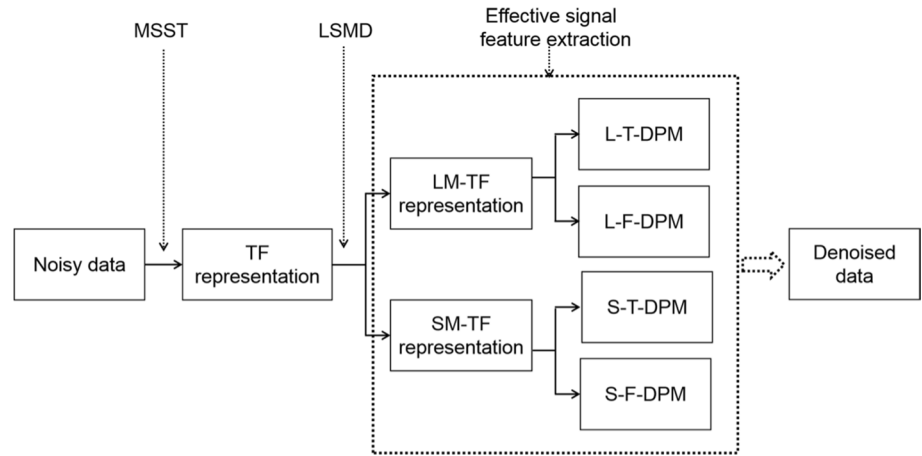 MSST
LSMD
Effective signal
feature extraction
Noisy data
TF
representation
LM-TF
representation
SM-TF
representation
L-T-DPM
L-F-DPM
S-T-DPM
S-F-DPM
Denoised
data